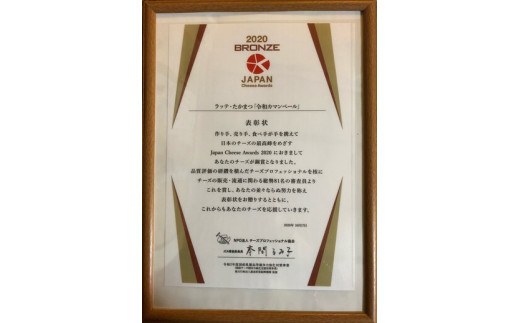 2020
BRONZE
JAPAN
Cheese Awards
ラッテ・たかまつ「令和カマンベール」
表彰状
作り手、売り手、食べ手が手を携えて
日本のチーズの最高峰をめざす
Japan Cheese Awards 2020 におきまして
あなたのチーズが銅賞となりました。
品質評価の研鑽を積んだチーズプロフェッショナルを核に
チーズの販売・流通に関わる総勢81名の審査員より
これを賞し、あなたの並々ならぬ努力を称え
表彰状をお贈りするとともに、
これからもあなたのチーズを応援していきます。
NPO法人 チーズプロフェッショナル協会